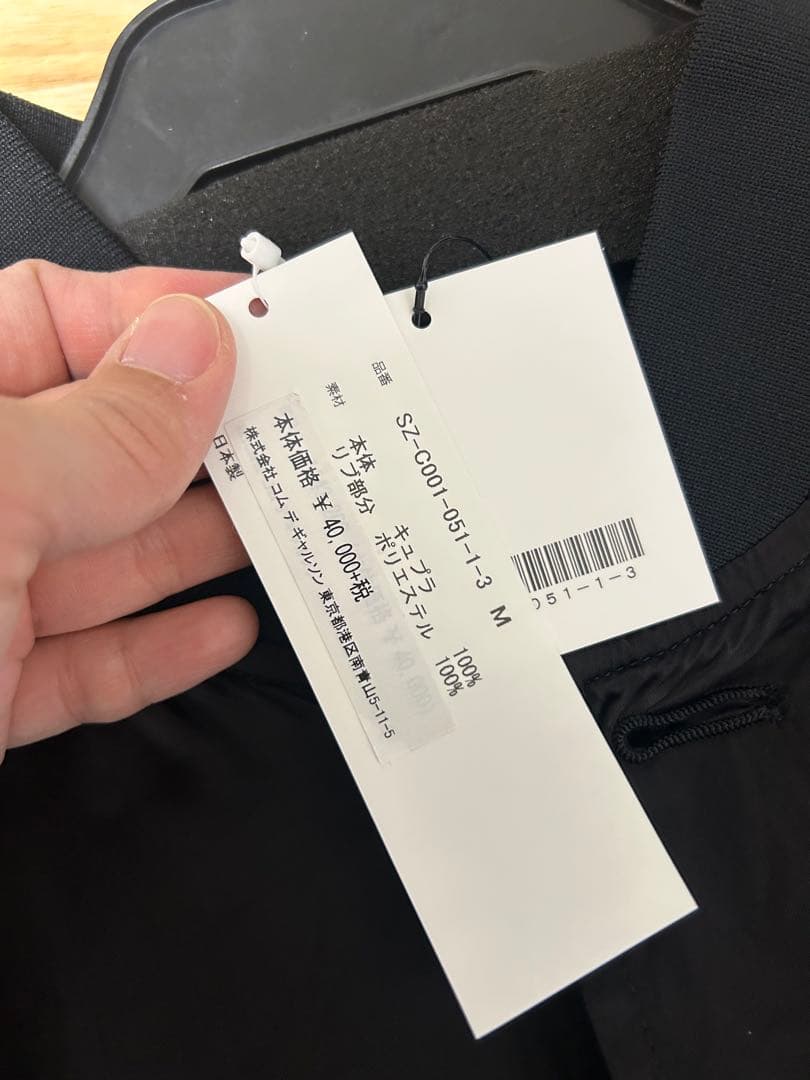 品番 SZ-C001-051-1-3 M
素材 本体 キュプラ 100%
リブ部分 ポリエステル 100%
本体価格 ¥ 40,000+税
株式会社 コム デ ギャルソン 東京都港区南青山5-11-5
日本製
051-1-3